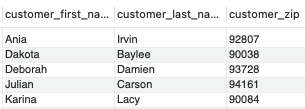 customer_first_na... customer_last_na... customer_zip
Ania Irvin 92807
Dakota Baylee 90038
Deborah Damien 93728
Julian Carson 94161
Karina Lacy 90084